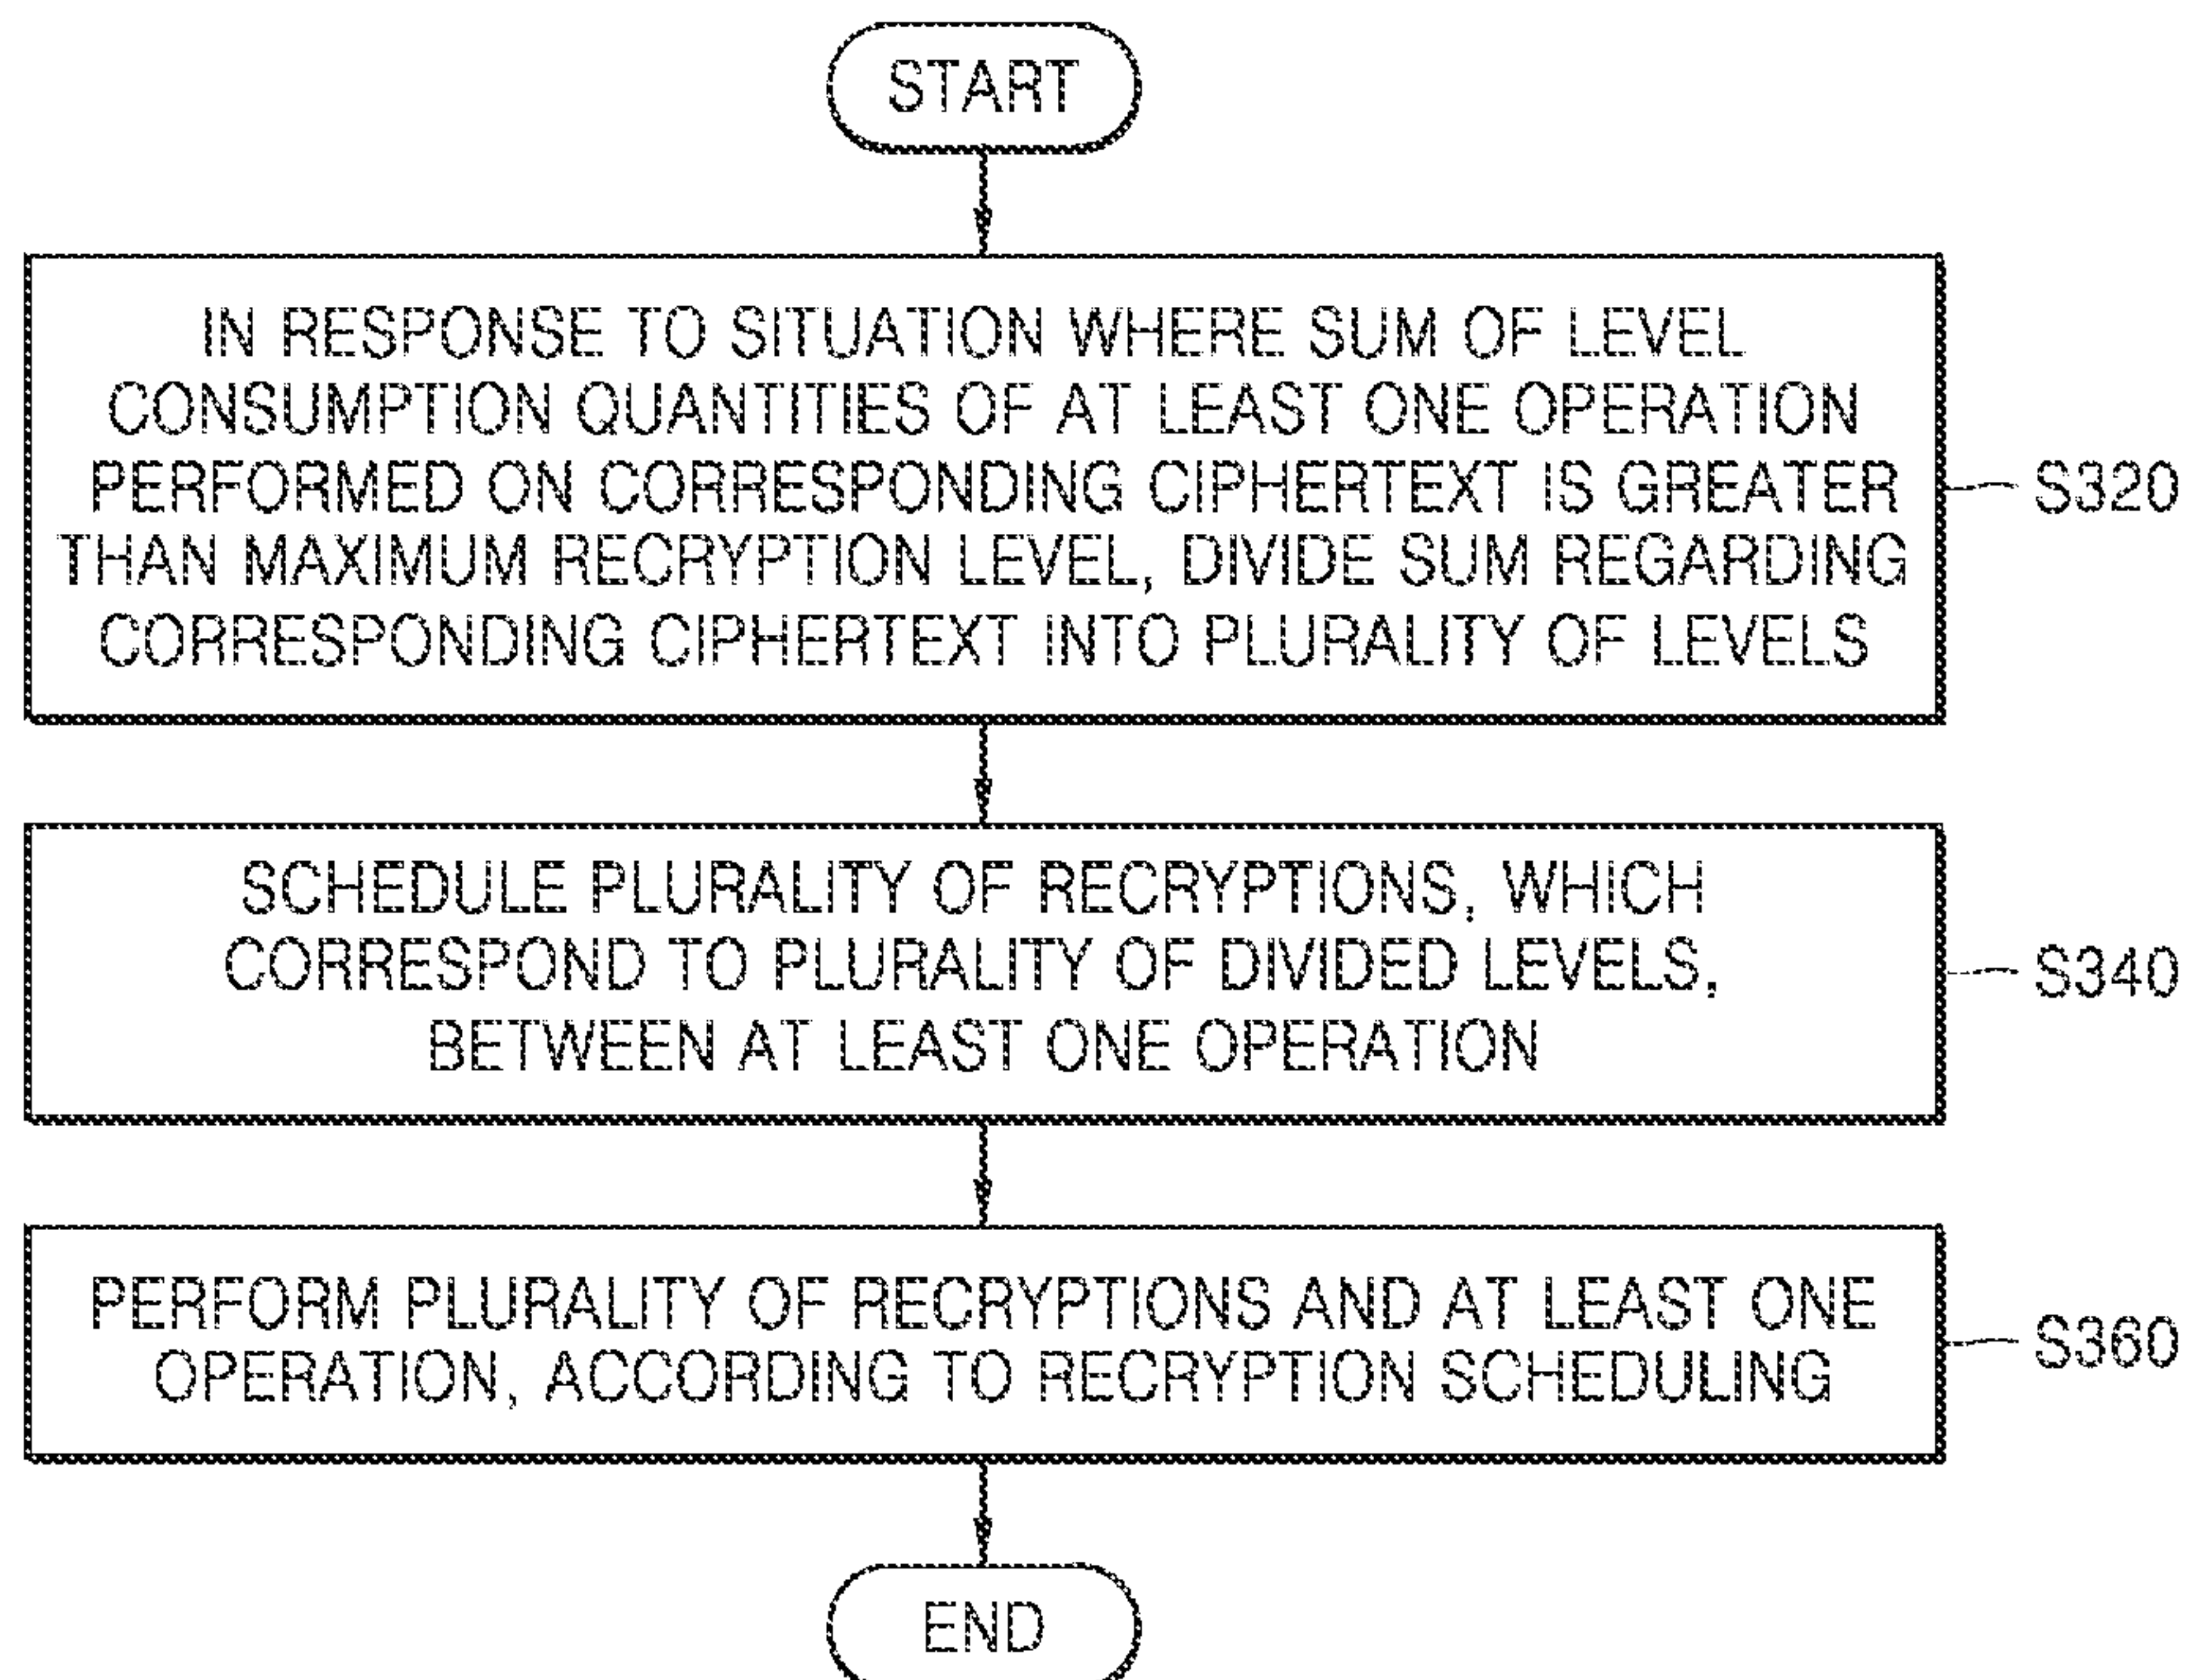 START
IN RESPONSE TO SITUATION WHERE SUM OF LEVEL
CONSUMPTION QUANTITIES OF AT LEAST ONE OPERATION
PERFORMED ON CORRESPONDING CIPHERTEXT IS GREATER
THAN MAXIMUM RECRYPTION LEVEL, DIVIDE SUM REGARDING
CORRESPONDING CIPHERTEXT INTO PLURALITY OF LEVELS
S320
SCHEDULE PLURALITY OF RECRYPTIONS, WHICH
CORRESPOND TO PLURALITY OF DIVIDED LEVELS,
BETWEEN AT LEAST ONE OPERATION
S340
PERFORM PLURALITY OF RECRYPTIONS AND AT LEAST ONE
OPERATION, ACCORDING TO RECRYPTION SCHEDULING
S360
END